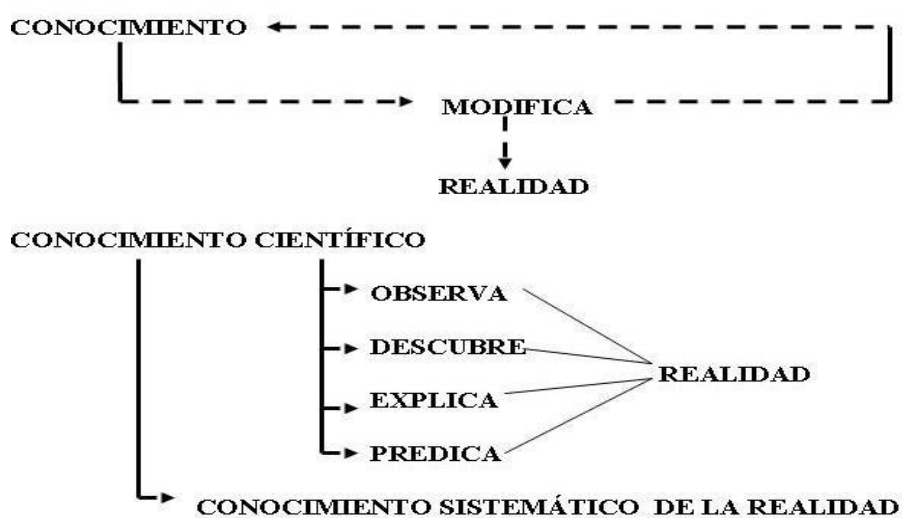 CONOCIMIENTO
MODIFICA
REALIDAD
CONOCIMIENTO CIENTÍFICO
OBSERVA
DESCUBRE
REALIDAD
EXPLICA
PREDICA
CONOCIMIENTO SISTEMÁTICO DE LA REALIDAD